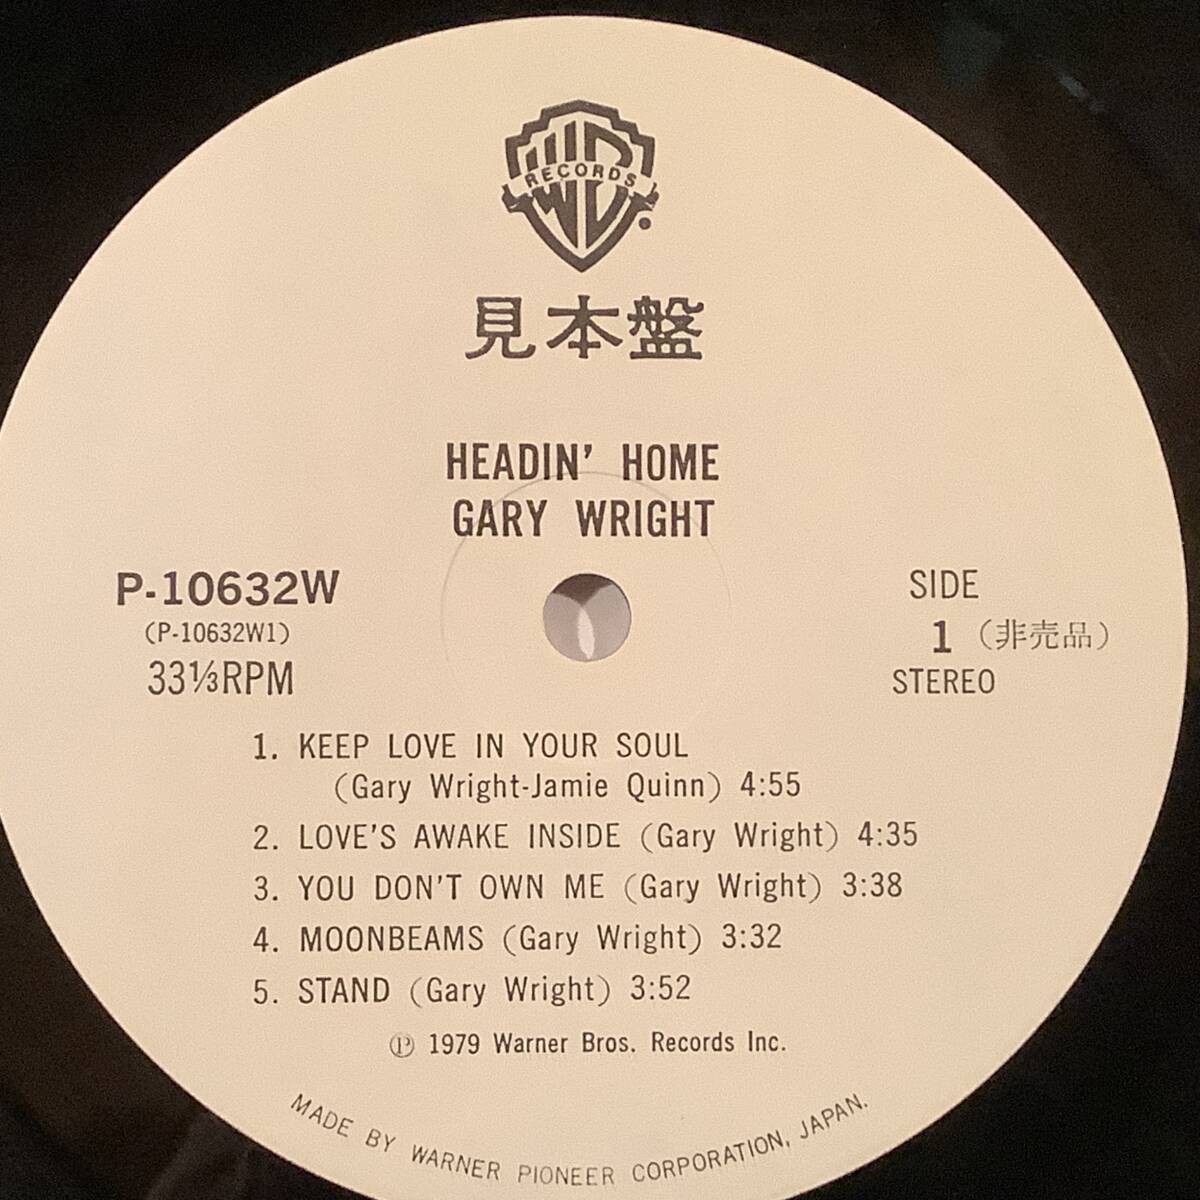 RECORDS
見本盤
HEADIN' HOME
GARY WRIGHT
P-10632W
(P-10632W1)
33⅓RPM
SIDE
1 (非売品)
STEREO
1. KEEP LOVE IN YOUR SOUL
(Gary Wright-Jamie Quinn) 4:55
2. LOVE'S AWAKE INSIDE (Gary Wright) 4:35
3. YOU DON'T OWN ME (Gary Wright) 3:38
4. MOONBEAMS (Gary Wright) 3:32
5. STAND (Gary Wright) 3:52
Ⓟ 1979 Warner Bros. Records Inc.
MADE BY WARNER PIONEER CORPORATION, JAPAN.